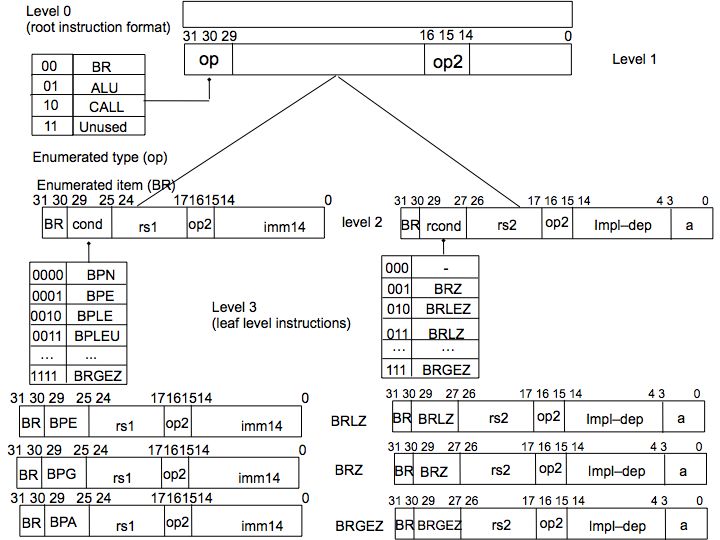 Level 0
(root instruction format)
31 30 29 16 15 14 0
op op2
Level 1
00 BR
01 ALU
10 CALL
11 Unused
Enumerated type (op)
Enumerated item (BR)
31 30 29 25 24 17161514 0
BR cond rs1 op2 imm14
level 2
31 30 29 27 26 17 16 15 14 4 3 0
BR rcond rs2 op2 Impl–dep a
0000 BPN
0001 BPE
0010 BPLE
0011 BPLEU
... ...
1111 BRGEZ
Level 3
(leaf level instructions)
000 -
001 BRZ
010 BRLEZ
011 BRLZ
... ...
111 BRGEZ
31 30 29 25 24 17161514 0
BR BPE rs1 op2 imm14
BRLZ
31 30 29 27 26 17 16 15 14 4 3 0
BR BRLZ rs2 op2 Impl–dep a
31 30 29 25 24 17161514 0
BR BPG rs1 op2 imm14
BRZ
31 30 29 27 26 17 16 15 14 4 3 0
BR BRZ rs2 op2 Impl–dep a
31 30 29 25 24 17161514 0
BR BPA rs1 op2 imm14
BRGEZ
31 30 29 27 26 17 16 15 14 4 3 0
BR BRGEZ rs2 op2 Impl–dep a